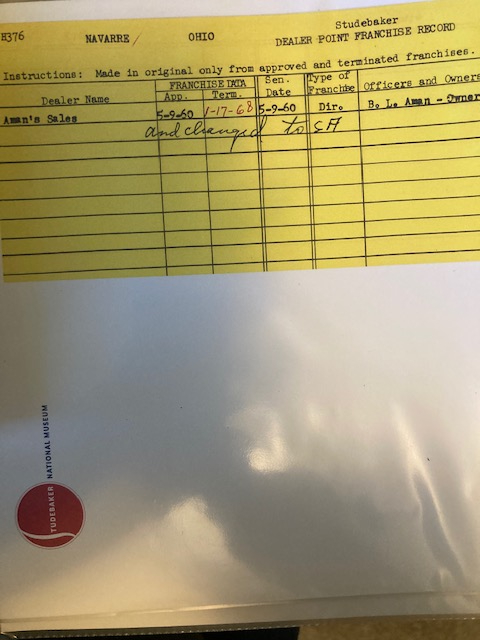 H376 NAVARRE/ OHIO Studebaker
DEALER POINT FRANCHISE RECORD
Instructions: Made in original only from approved and terminated franchises.
Dealer Name FRANCHISE DATA App. Term. Sen. Date Type of Franchise Officers and Owners
Aman's Sales 5-9-60 1-17-68 5-9-60 Dir. B. L. Aman - Owner
and changed to SA
STUDEBAKER NATIONAL MUSEUM